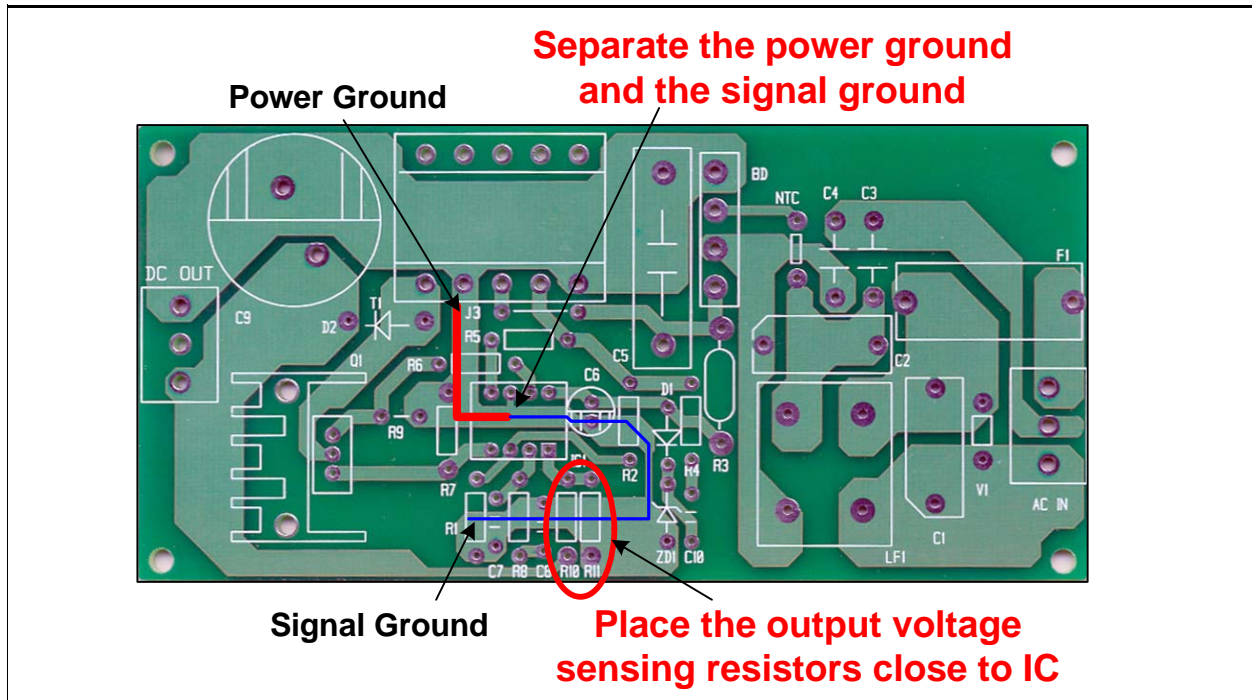 Separate the power ground
and the signal ground
Power Ground
BD
NTC
C4
C3
F1
DC OUT
C9
T1
D2
J3
R5
Q1
R6
C5
C6
D1
C2
R9
R7
R2
R4
R3
V1
AC IN
R1
C7
R8
C8
R10
R11
ZD1
C10
LF1
C1
Signal Ground
Place the output voltage
sensing resistors close to IC